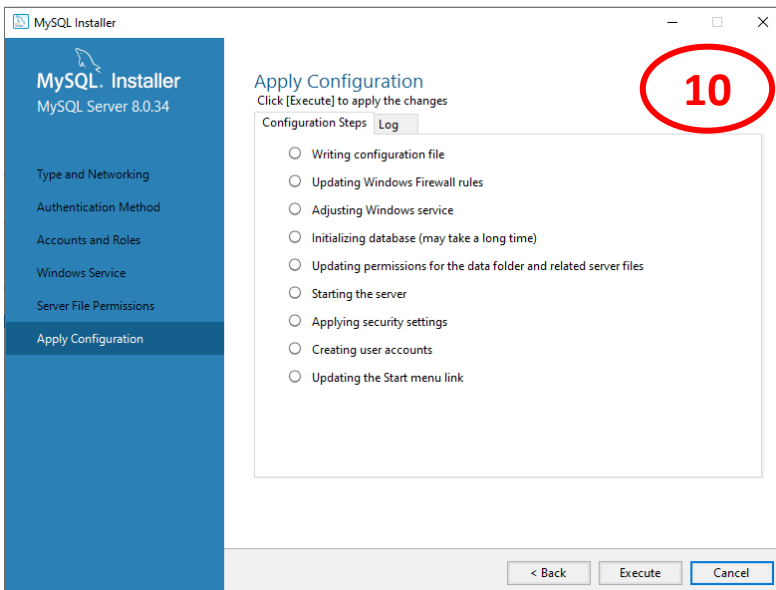 MySQL Installer
MySQL. Installer
MySQL Server 8.0.34
Type and Networking
Authentication Method
Accounts and Roles
Windows Service
Server File Permissions
Apply Configuration
Apply Configuration
Click [Execute] to apply the changes
10
Configuration Steps Log
Writing configuration file
Updating Windows Firewall rules
Adjusting Windows service
Initializing database (may take a long time)
Updating permissions for the data folder and related server files
Starting the server
Applying security settings
Creating user accounts
Updating the Start menu link
< Back Execute Cancel